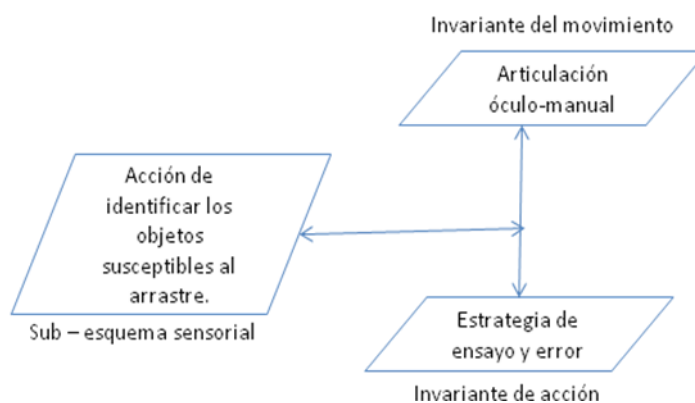 Invariante del movimiento
Articulación
óculo-manual
Acción de
identificar los
objetos
susceptibles al
arrastre.
Sub – esquema sensorial
Estrategia de
ensayo y error
Invariante de acción